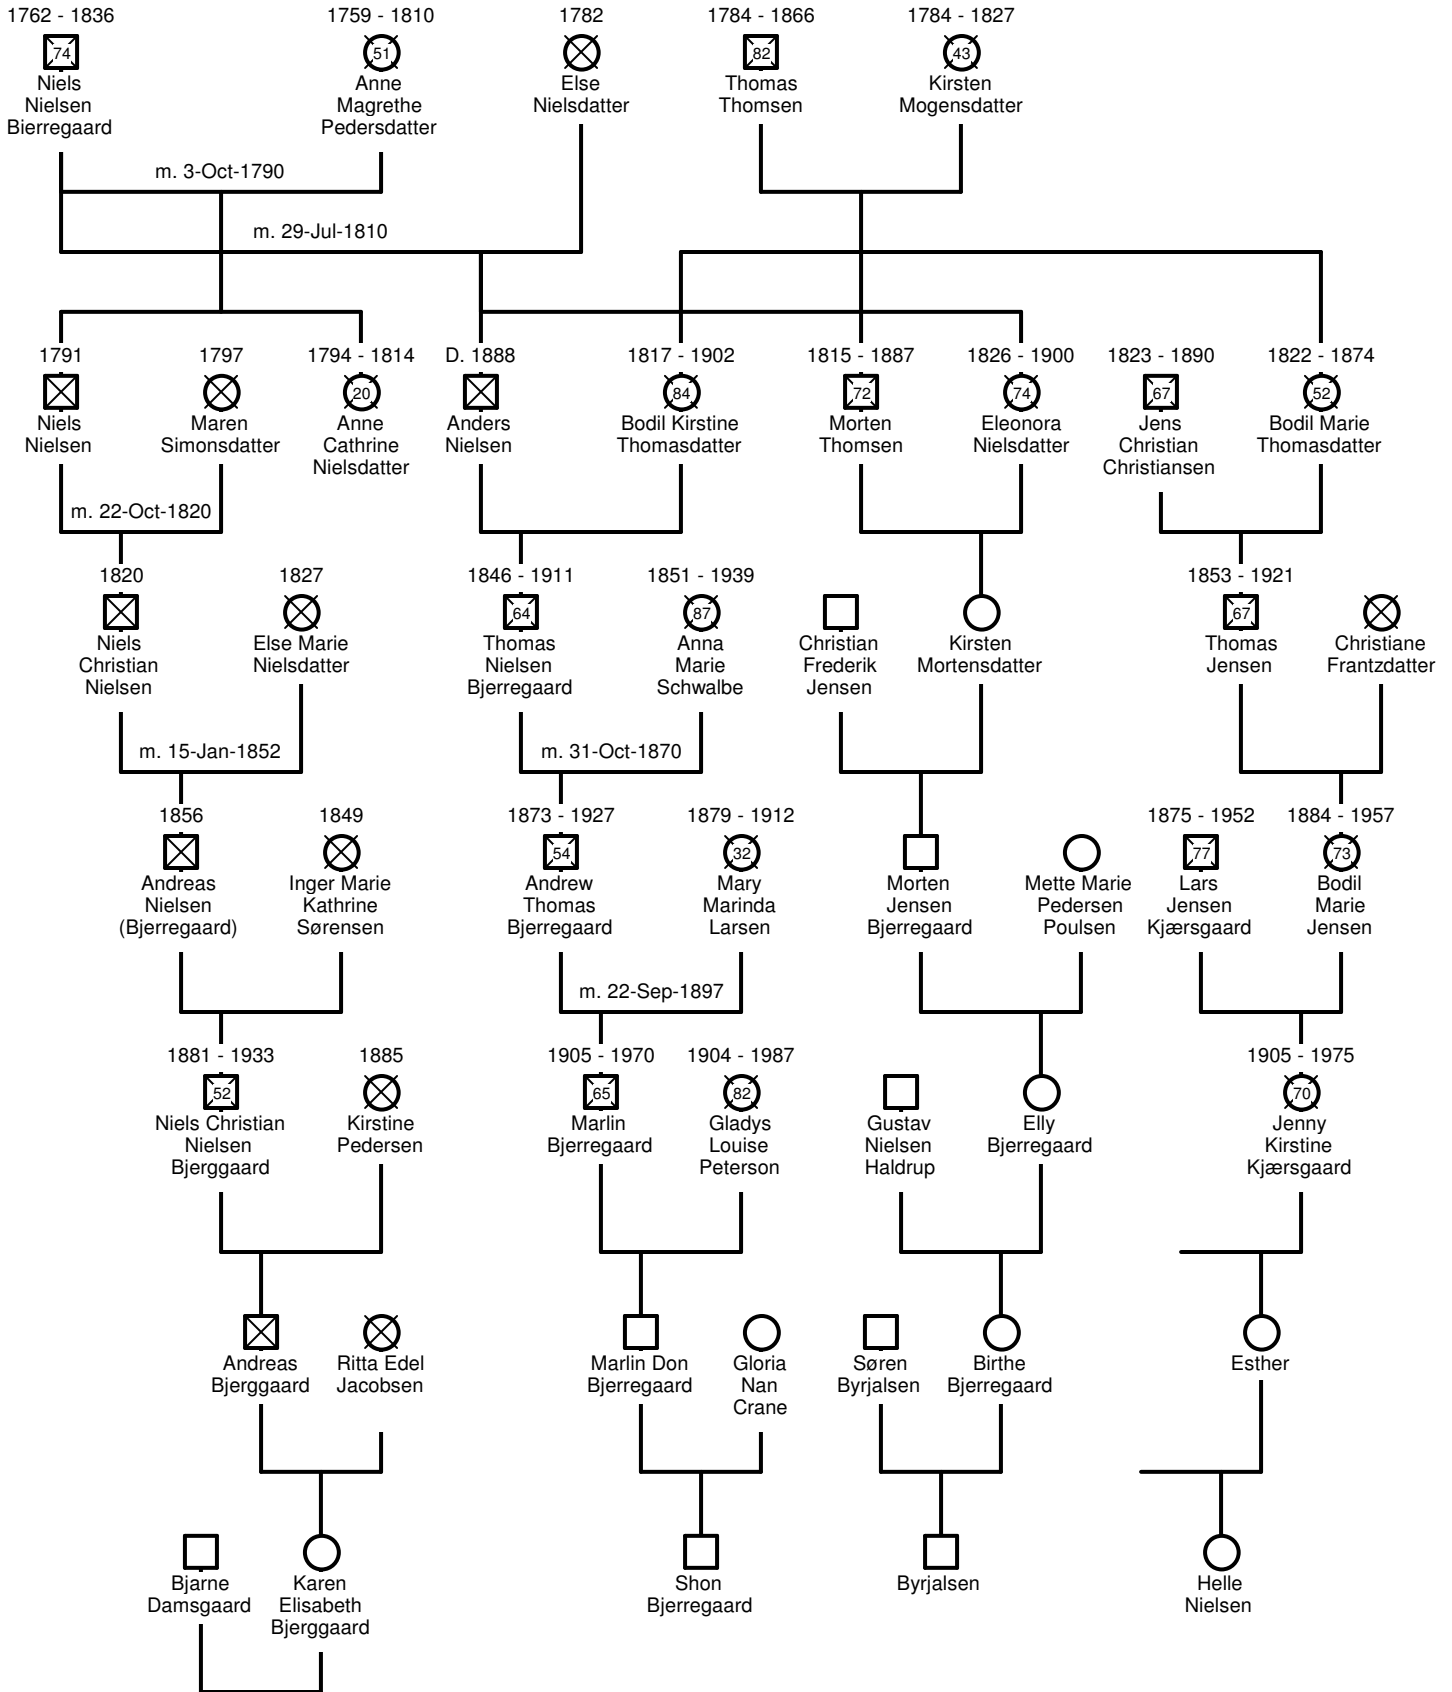 1762 - 1836
1759 - 1810
1782
1784 - 1866
1784 - 1827
74
51
82
43
Niels
Nielsen
Bierregaard
Anne
Magrethe
Pedersdatter
Else
Nielsdatter
Thomas
Thomsen
Kirsten
Mogensdatter
m. 3-Oct-1790
m. 29-Jul-1810
1791
1797
1794 - 1814
D. 1888
1817 - 1902
1815 - 1887
1826 - 1900
1823 - 1890
1822 - 1874
20
84
72
74
67
52
Niels
Nielsen
Maren
Simonsdatter
Anne
Cathrine
Nielsdatter
Anders
Nielsen
Bodil Kirstine
Thomasdatter
Morten
Thomsen
Eleonora
Nielsdatter
Jens
Christian
Christiansen
Bodil Marie
Thomasdatter
m. 22-Oct-1820
1820
1827
1846 - 1911
1851 - 1939
1853 - 1921
64
87
67
Niels
Christian
Nielsen
Else Marie
Nielsdatter
Thomas
Nielsen
Bjerregaard
Anna
Marie
Schwalbe
Christian
Frederik
Jensen
Kirsten
Mortensdatter
Thomas
Jensen
Christiane
Frantzdatter
m. 15-Jan-1852
m. 31-Oct-1870
1856
1849
1873 - 1927
1879 - 1912
1875 - 1952
1884 - 1957
54
32
77
73
Andreas
Nielsen
(Bjerregaard)
Inger Marie
Kathrine
Sørensen
Andrew
Thomas
Bjerregaard
Mary
Marinda
Larsen
Morten
Jensen
Bjerregaard
Mette Marie
Pedersen
Poulsen
Lars
Jensen
Kjærsgaard
Bodil
Marie
Jensen
m. 22-Sep-1897
1881 - 1933
1885
1905 - 1970
1904 - 1987
1905 - 1975
52
65
82
70
Niels Christian
Nielsen
Bjerggaard
Kirstine
Pedersen
Marlin
Bjerregaard
Gladys
Louise
Peterson
Gustav
Nielsen
Haldrup
Elly
Bjerregaard
Jenny
Kirstine
Kjærsgaard
Andreas
Bjerggaard
Ritta Edel
Jacobsen
Marlin Don
Bjerregaard
Gloria
Nan
Crane
Søren
Byrjalsen
Birthe
Bjerregaard
Esther
Bjarne
Damsgaard
Karen
Elisabeth
Bjerggaard
Shon
Bjerregaard
Byrjalsen
Helle
Nielsen